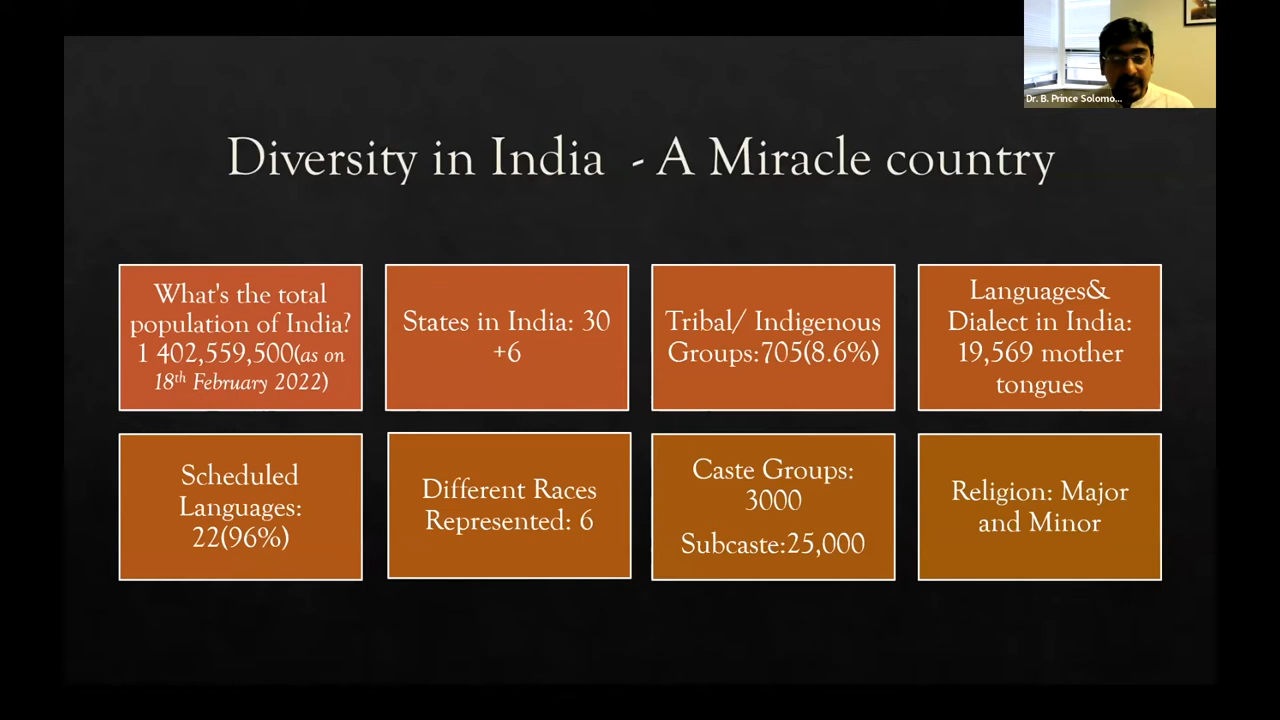 Dr. B. Prince Solomo...
Diversity in India - A Miracle country
What's the total
population of India?
1 402,559,500(as on
18th February 2022)
States in India: 30
+6
Tribal/ Indigenous
Groups:705(8.6%)
Languages&
Dialect in India:
19,569 mother
tongues
Scheduled
Languages:
22(96%)
Different Races
Represented: 6
Caste Groups:
3000
Subcaste:25,000
Religion: Major
and Minor